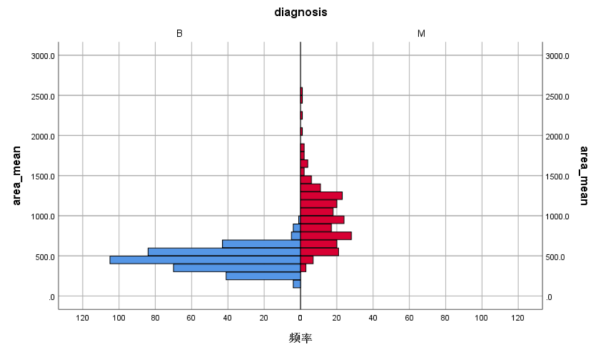 diagnosis
B M
3000.0 3000.0
2500.0 2500.0
2000.0 2000.0
area_mean 1500.0 1500.0 area_mean
1000.0 1000.0
500.0 500.0
.0 .0
120 100 80 60 40 20 0 20 40 60 80 100 120
频率